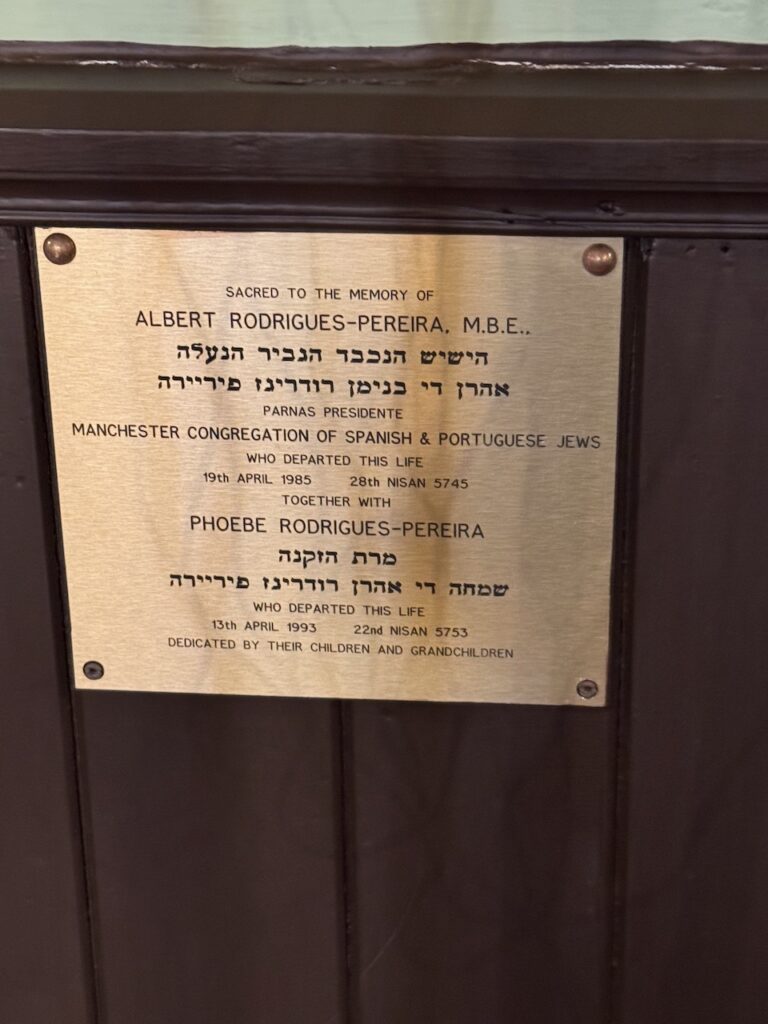 SACRED TO THE MEMORY OF
ALBERT RODRIGUES-PEREIRA, M.B.E.,
הישיש הנכבד הגביר הנעלה
אהרן די בנימן רודריגז פיריירה
PARNAS PRESIDENTE
MANCHESTER CONGREGATION OF SPANISH & PORTUGUESE JEWS
WHO DEPARTED THIS LIFE
19th APRIL 1985 28th NISAN 5745
TOGETHER WITH
PHOEBE RODRIGUES-PEREIRA
מרת הזקנה
שמחה די אהרן רודריגז פיריירה
WHO DEPARTED THIS LIFE
13th APRIL 1993 22nd NISAN 5753
DEDICATED BY THEIR CHILDREN AND GRANDCHILDREN